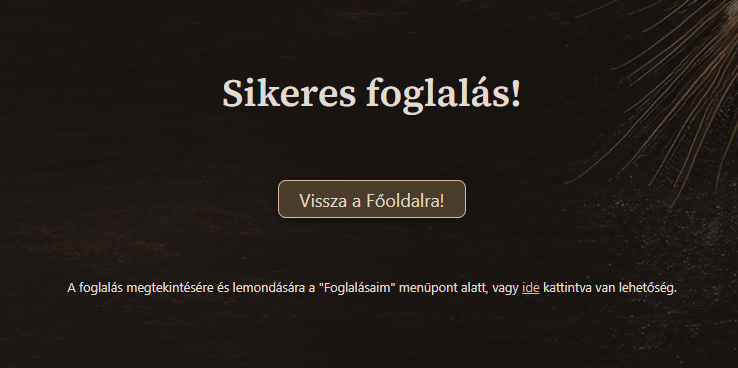 Sikeres foglalás!
Vissza a Főoldalra!
A foglalás megtekintésére és lemondására a "Foglalásaim" menüpont alatt, vagy ide kattintva van lehetőség.